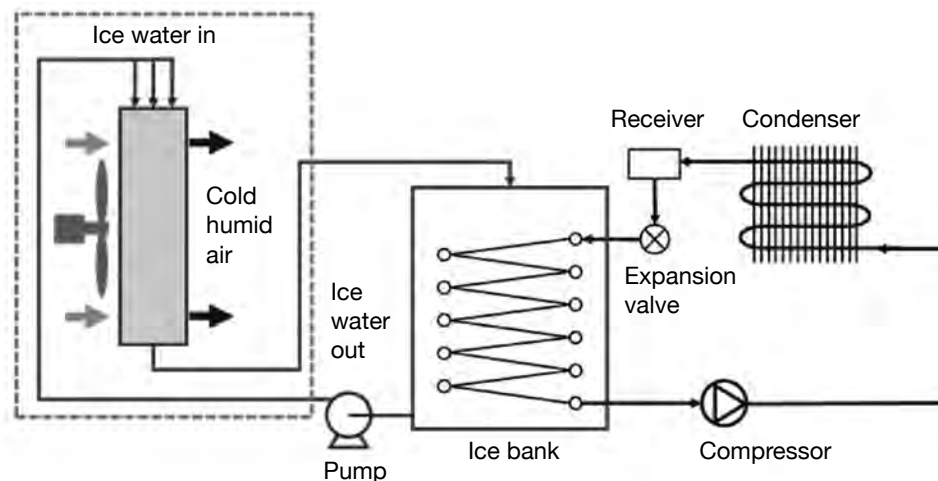 Ice water in
Receiver
Condenser
Cold
humid
air
Expansion
valve
Ice
water
out
Pump
Ice bank
Compressor